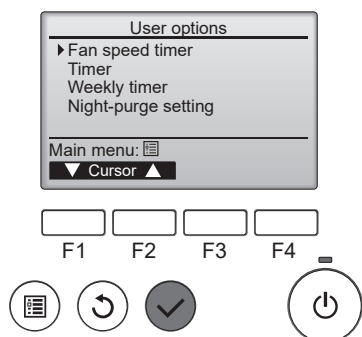 User options
Fan speed timer
Timer
Weekly timer
Night-purge setting
Main menu:
Cursor
F1 F2 F3 F4